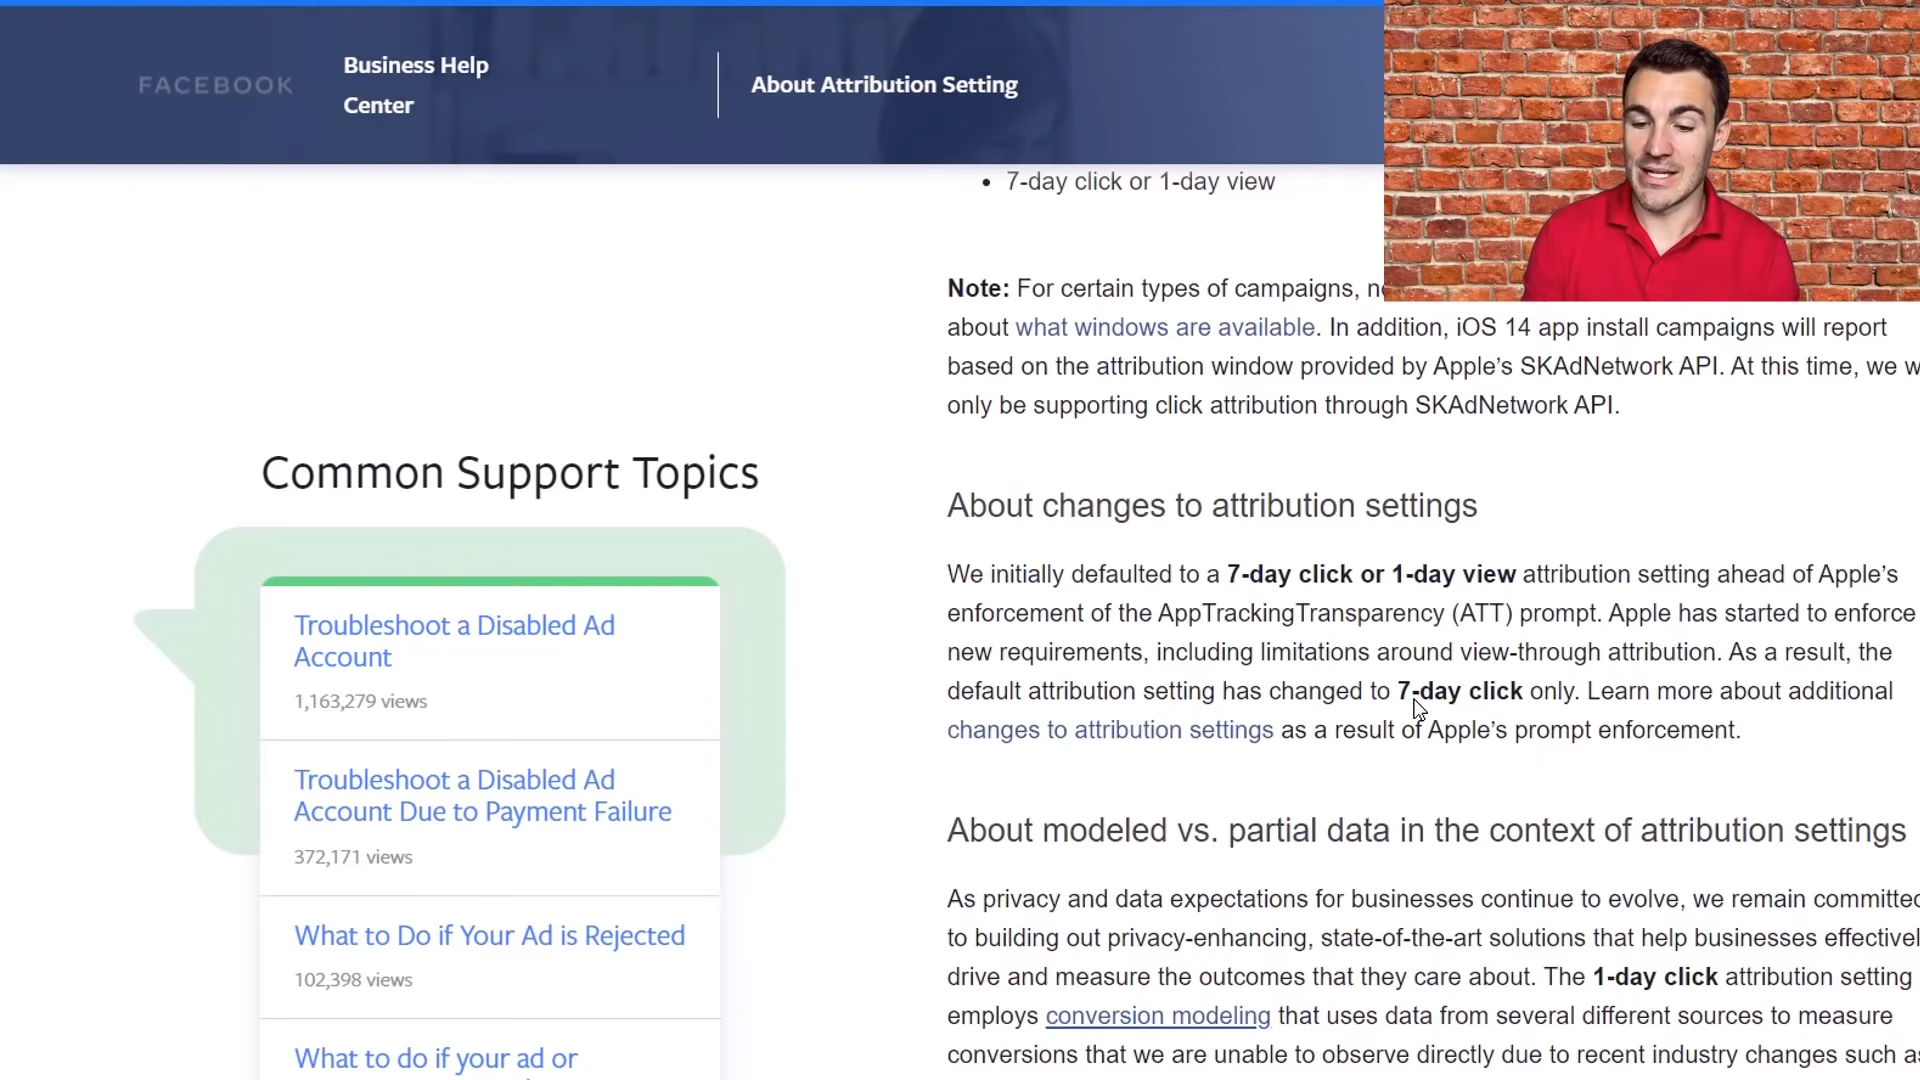 FACEBOOK
Business Help
Center
About Attribution Setting
• 7-day click or 1-day view
Note: For certain types of campaigns,
about what windows are available. In addition, iOS 14 app install campaigns will report
based on the attribution window provided by Apple's SKAdNetwork API. At this time, we
only be supporting click attribution through SKAdNetwork API.
About changes to attribution settings
We initially defaulted to a 7-day click or 1-day view attribution setting ahead of Apple's
enforcement of the AppTrackingTransparency (ATT) prompt. Apple has started to enforce
new requirements, including limitations around view-through attribution. As a result, the
default attribution setting has changed to 7-day click only. Learn more about additional
changes to attribution settings as a result of Apple's prompt enforcement.
About modeled vs. partial data in the context of attribution settings
As privacy and data expectations for businesses continue to evolve, we remain
to building out privacy-enhancing, state-of-the-art solutions that help businesses
drive and measure the outcomes that they care about. The 1-day click attribution setting
employs conversion modeling that uses data from several different sources to measure
conversions that we are unable to observe directly due to recent industry changes such
Common Support Topics
Troubleshoot a Disabled Ad
Account
1,163,279 views
Troubleshoot a Disabled Ad
Account Due to Payment Failure
372,171 views
What to Do if Your Ad is Rejected
102,398 views
What to do if your ad or